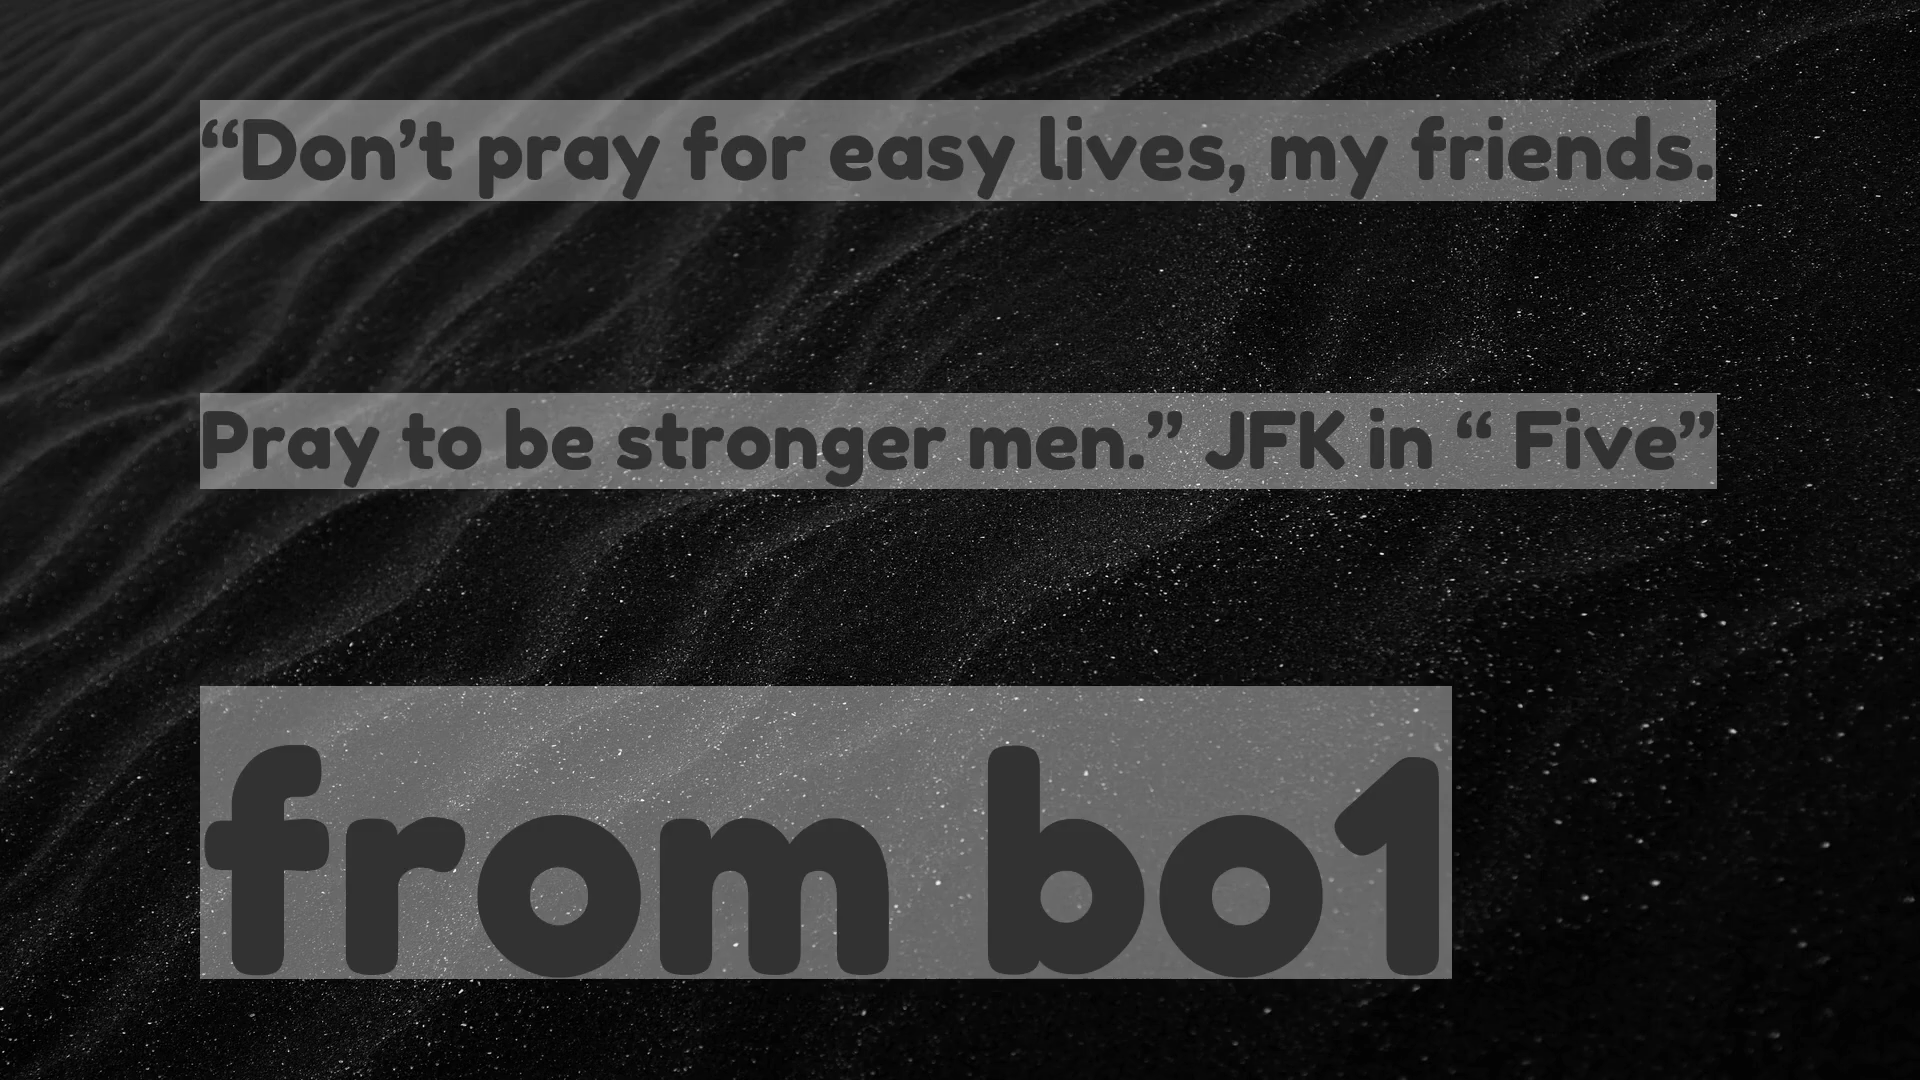 “Don’t pray for easy lives, my friends.
Pray to be stronger men.” JFK in “ Five”
from bo1